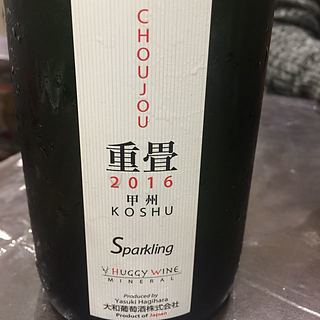 CHOUJOU
重畳
2016
甲州
KOSHU
Sparkling
Y HUGGY WINE
MINERAL
Produced by
Yasuki Hagihara
大和葡萄酒株式会社
Product of Japan